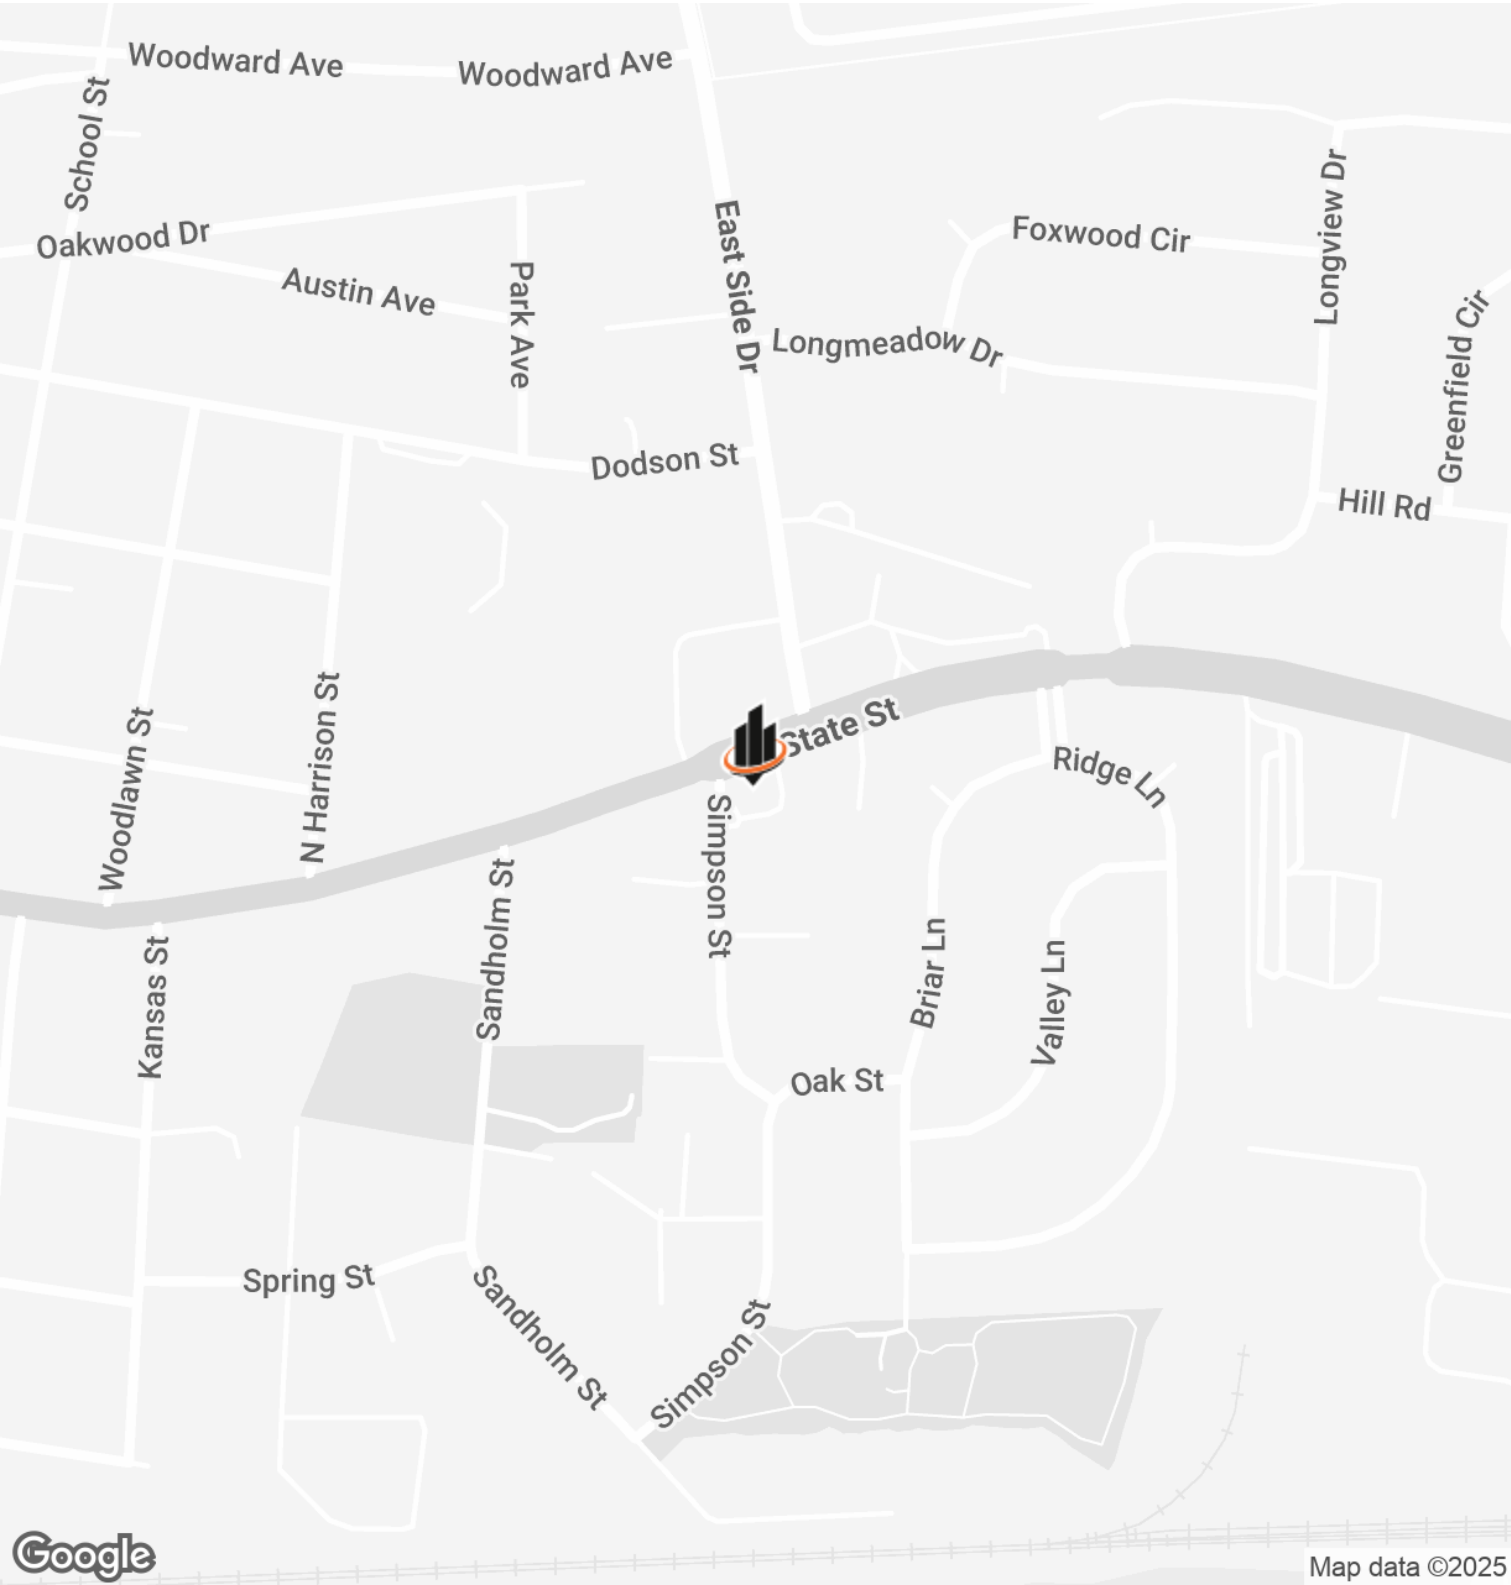 Woodward Ave
Woodward Ave
School St
Longview Dr
East Side Dr
Foxwood Cir
Oakwood Dr
Austin Ave
Park Ave
Greenfield Cir
Longmeadow Dr
Dodson St
Hill Rd
N Harrison St
Woodlawn St
State St
Ridge Ln
Simpson St
Sandholm St
Kansas St
Briar Ln
Valley Ln
Oak St
Spring St
Sandholm St
Simpson St
Google
Map data ©2025